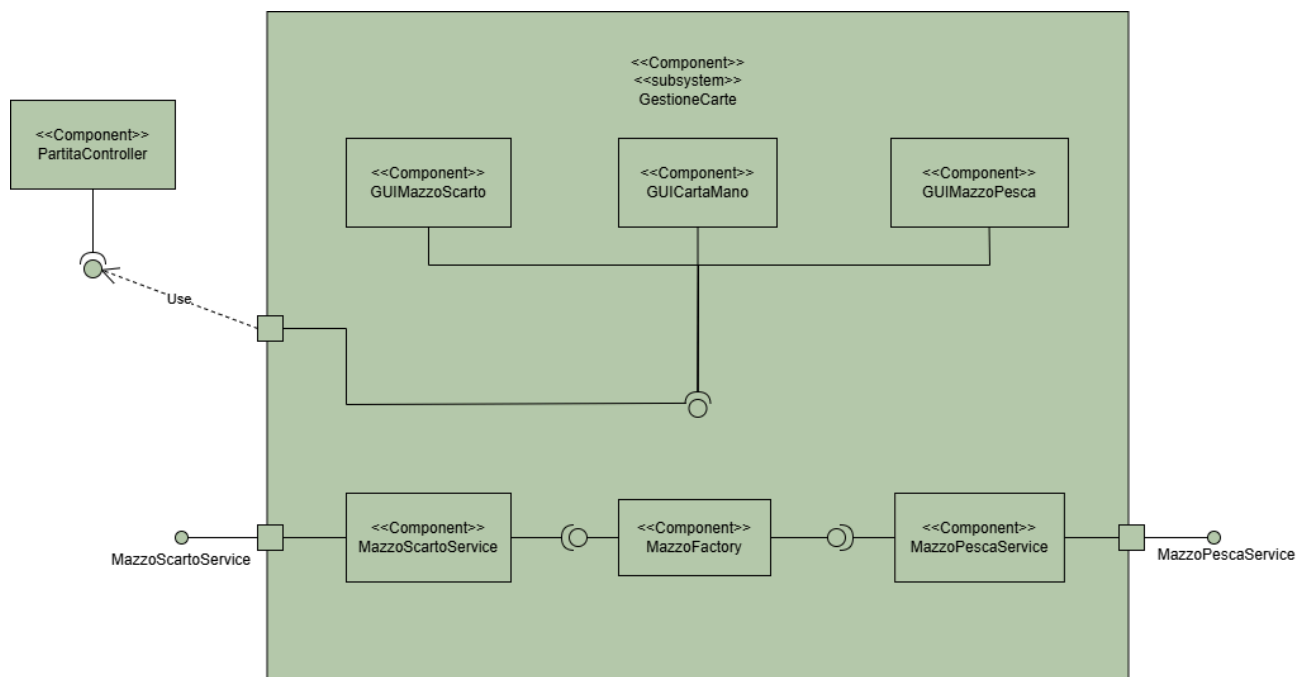 <<Component>>
<<subsystem>>
GestioneCarte
<<Component>>
PartitaController
<<Component>>
GUIMazzoScarto
<<Component>>
GUICartaMano
<<Component>>
GUIMazzoPesca
Use
<<Component>>
MazzoScartoService
<<Component>>
MazzoFactory
<<Component>>
MazzoPescaService
MazzoScartoService
MazzoPescaService